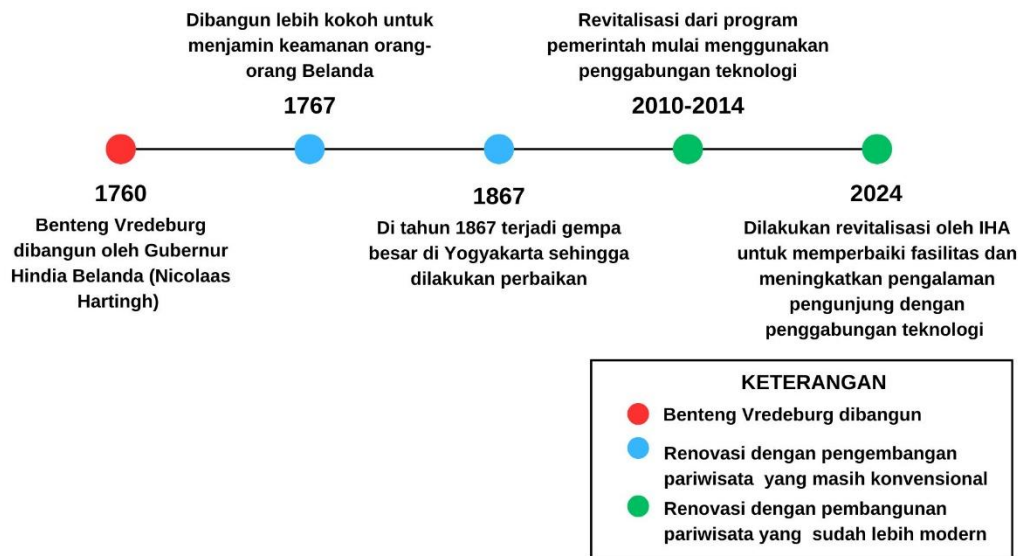 Dibangun lebih kokoh untuk
menjamin keamanan orang-
orang Belanda
1767
Revitalisasi dari program
pemerintah mulai menggunakan
penggabungan teknologi
2010-2014
1760
Benteng Vredeburg
dibangun oleh Gubernur
Hindia Belanda (Nicolaas
Hartingh)
1867
Di tahun 1867 terjadi gempa
besar di Yogyakarta sehingga
dilakukan perbaikan
2024
Dilakukan revitalisasi oleh IHA
untuk memperbaiki fasilitas dan
meningkatkan pengalaman
pengunjung dengan
penggabungan teknologi
KETERANGAN
Benteng Vredeburg dibangun
Renovasi dengan pengembangan
pariwisata yang masih konvensional
Renovasi dengan pembangunan
pariwisata yang sudah lebih modern